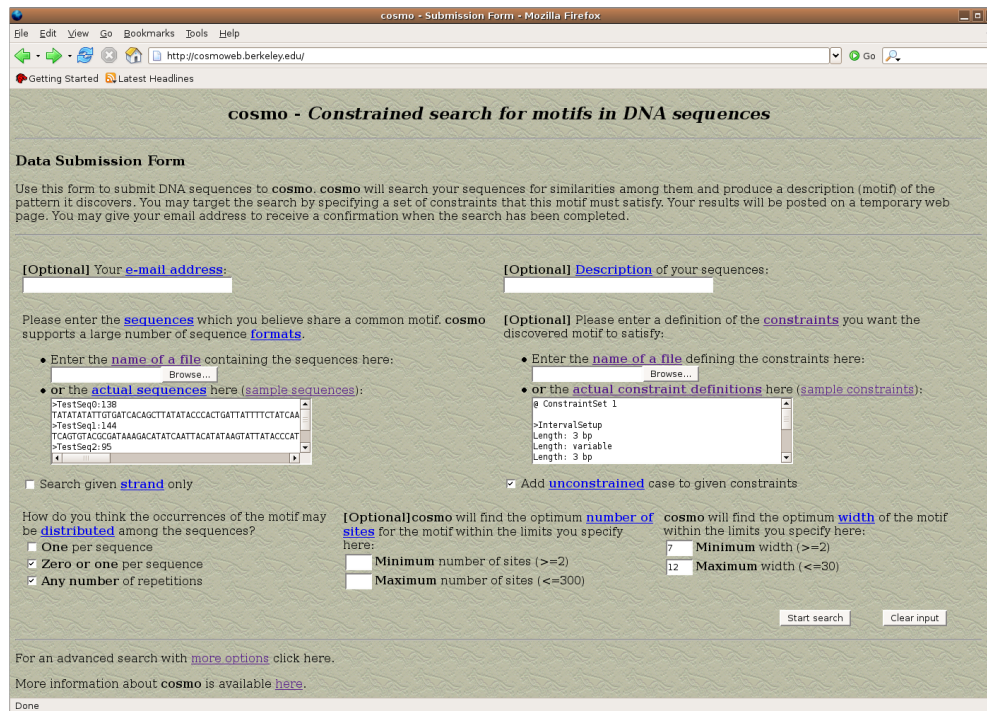 cosmo - Submission Form - Mozilla Firefox
File Edit View Go Bookmarks Tools Help
http://cosmoweb.berkeley.edu/
Go
Getting Started Latest Headlines
cosmo - Constrained search for motifs in DNA sequences
Data Submission Form
Use this form to submit DNA sequences to cosmo. cosmo will search your sequences for similarities among them and produce a description (motif) of the
pattern it discovers. You may target the search by specifying a set of constraints that this motif must satisfy. Your results will be posted on a temporary web
page. You may give your email address to receive a confirmation when the search has been completed.
[Optional] Your e-mail address:
[Optional] Description of your sequences:
Please enter the sequences which you believe share a common motif. cosmo
supports a large number of sequence formats.
• Enter the name of a file containing the sequences here:
Browse...
• or the actual sequences here (sample sequences):
>TestSeq0:138
TATATATATTGTGATCACAGCTTATATACCCACTGATTATTTTCTATCAA
>TestSeq1:144
TCAGTGTACGCGATAAAGACATATCAATTACATATAAGTATTATACCCAT
>TestSeq2:95
Search given strand only
[Optional] Please enter a definition of the constraints you want the
discovered motif to satisfy:
• Enter the name of a file defining the constraints here:
Browse...
• or the actual constraint definitions here (sample constraints):
@ ConstraintSet 1
>IntervalSetup
Length: 3 bp
Length: variable
Length: 3 bp
Add unconstrained case to given constraints
How do you think the occurrences of the motif may
be distributed among the sequences?
One per sequence
Zero or one per sequence
Any number of repetitions
[Optional]cosmo will find the optimum number of
sites for the motif within the limits you specify
here:
Minimum number of sites (>=2)
Maximum number of sites (<=300)
cosmo will find the optimum width of the motif
within the limits you specify here:
7 Minimum width (>=2)
12 Maximum width (<=30)
Start search Clear input
For an advanced search with more options click here.
More information about cosmo is available here.
Done